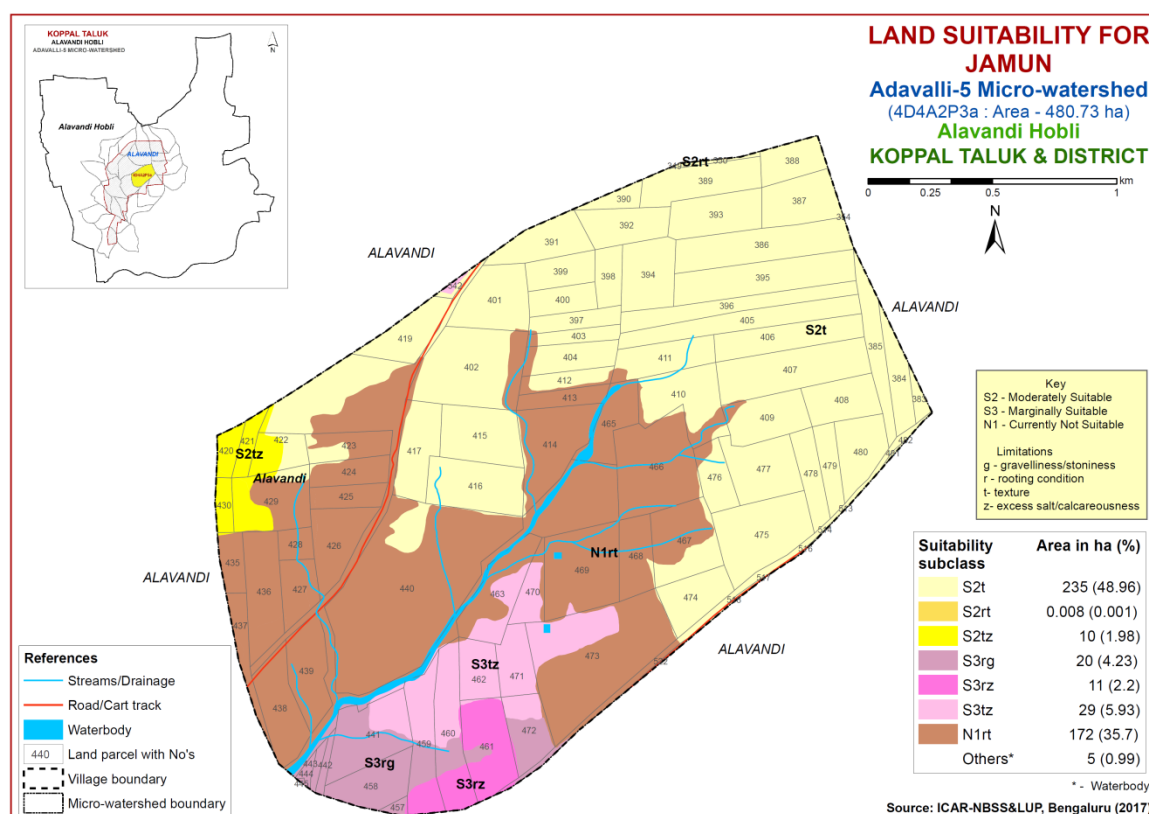 KOPPAL TALUK
ALAVANDI HOBLI
ADAVALLI-5 MICRO-WATERSHED
N
Alavandi Hobli
ALAVANDI
LAND SUITABILITY FOR
JAMUN
Adavalli-5 Micro-watershed
(4D4A2P3a : Area - 480.73 ha)
Alavandi Hobli
KOPPAL TALUK & DISTRICT
km
0 0.25 0.5 1
N
S2rt
388
389
390
387
393
392
391
386
ALAVANDI
399
398
394
395
401
400
396
ALAVANDI
397
405
403
406
S2t
419
404
411
385
402
407
412
384
410
413
408
383
409
421
422
415
414
465
420
423
417
480
S2tz
466
477
479
424
476
478
Alavandi
416
425
430
429
475
428
426
467
435
N1rt
468
469
ALAVANDI
427
440
470
474
436
463
ALAVANDI
437
473
439
S3tz
471
462
438
441
460
472
459
461
S3rg
442
444
458
S3rz
457
Key
S2 - Moderately Suitable
S3 - Marginally Suitable
N1 - Currently Not Suitable
Limitations
g - gravelliness/stoniness
r - rooting condition
t- texture
z- excess salt/calcareousness
Suitability subclass Area in ha (%)
S2t 235 (48.96)
S2rt 0.008 (0.001)
S2tz 10 (1.98)
S3rg 20 (4.23)
S3rz 11 (2.2)
S3tz 29 (5.93)
N1rt 172 (35.7)
Others* 5 (0.99)
* - Waterbody
Source: ICAR-NBSS&LUP, Bengaluru (2017)
References
Streams/Drainage
Road/Cart track
Waterbody
440 Land parcel with No's
Village boundary
Micro-watershed boundary